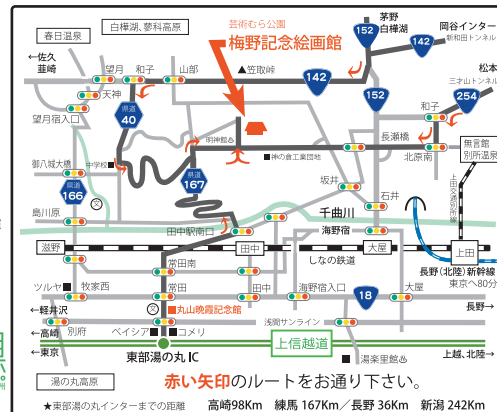 白樺湖、蓼科高原
春日温泉
芸術むら公園
梅野記念絵画館
152
茅野
白樺湖
142
岡谷インター
新和田トンネル
←佐久
韮崎
望月
和子
山部
▲笠取峠
142
152
松本
三才山トンネル
254
天神
県道
40
和子
望月宿入口
明神館♨
長瀬橋
北原南
無言館
別所温泉
御八城大橋
中学校■
■神の倉工業団地
県道
166
文
県道
167
坂井
石井
上田交通別所線
島川原
千曲川
田中駅南口
海野宿
滋野
田中
大屋
上田
しなの鉄道
常田南
長野(北陸)新幹線
東京へ80分
ツルヤ■
牧家西
常田
田中
海野宿入口
18
大屋
←軽井沢
文
■丸山晩霞記念館
長野→
←高崎
別府
ベイシア■
■コメリ
浅間サンライン
←東京
東部湯の丸 IC
上信越道
■湯楽里館♨
上越、北陸→
湯の丸高原
赤い矢印のルートをお通り下さい。
★東部湯の丸インターまでの距離 高崎98Km 練馬 167Km/長野 36Km 新潟 242Km